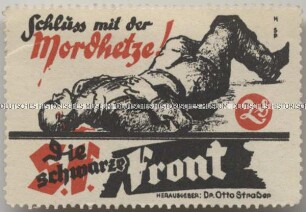 Schluss mit der
Mordhetze!
Die
schwarze Front
HERAUSGEBER: Dr. Otto Strasser